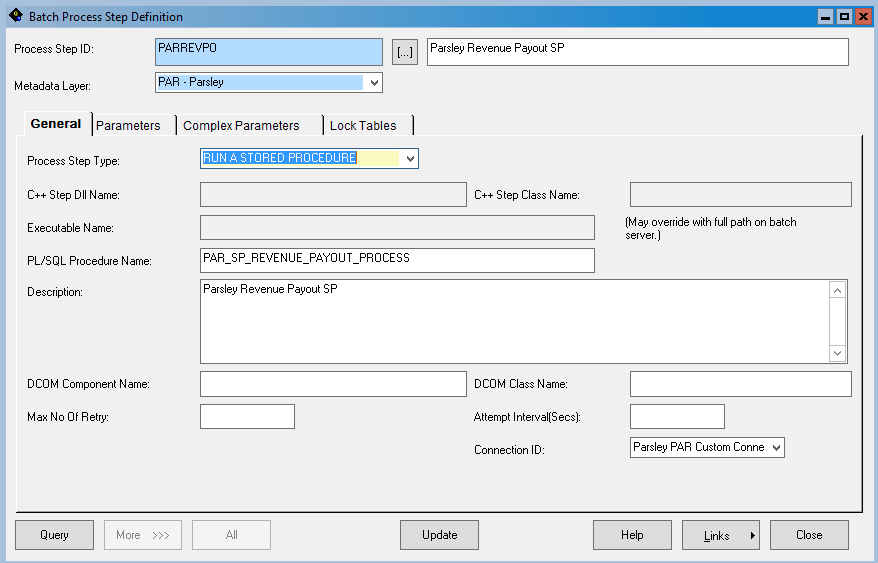 Batch Process Step Definition
Process Step ID: PARREVPO [...] Parsley Revenue Payout SP
Metadata Layer: PAR - Parsley
General Parameters Complex Parameters Lock Tables
Process Step Type: RUN A STORED PROCEDURE
C++ Step Dll Name: C++ Step Class Name:
Executable Name: (May override with full path on batch
server.)
PL/SQL Procedure Name: PAR_SP_REVENUE_PAYOUT_PROCESS
Description: Parsley Revenue Payout SP
DCOM Component Name: DCOM Class Name:
Max No Of Retry: Attempt Interval(Secs):
Connection ID: Parsley PAR Custom Conne
Query More >>> All Update Help Links Close